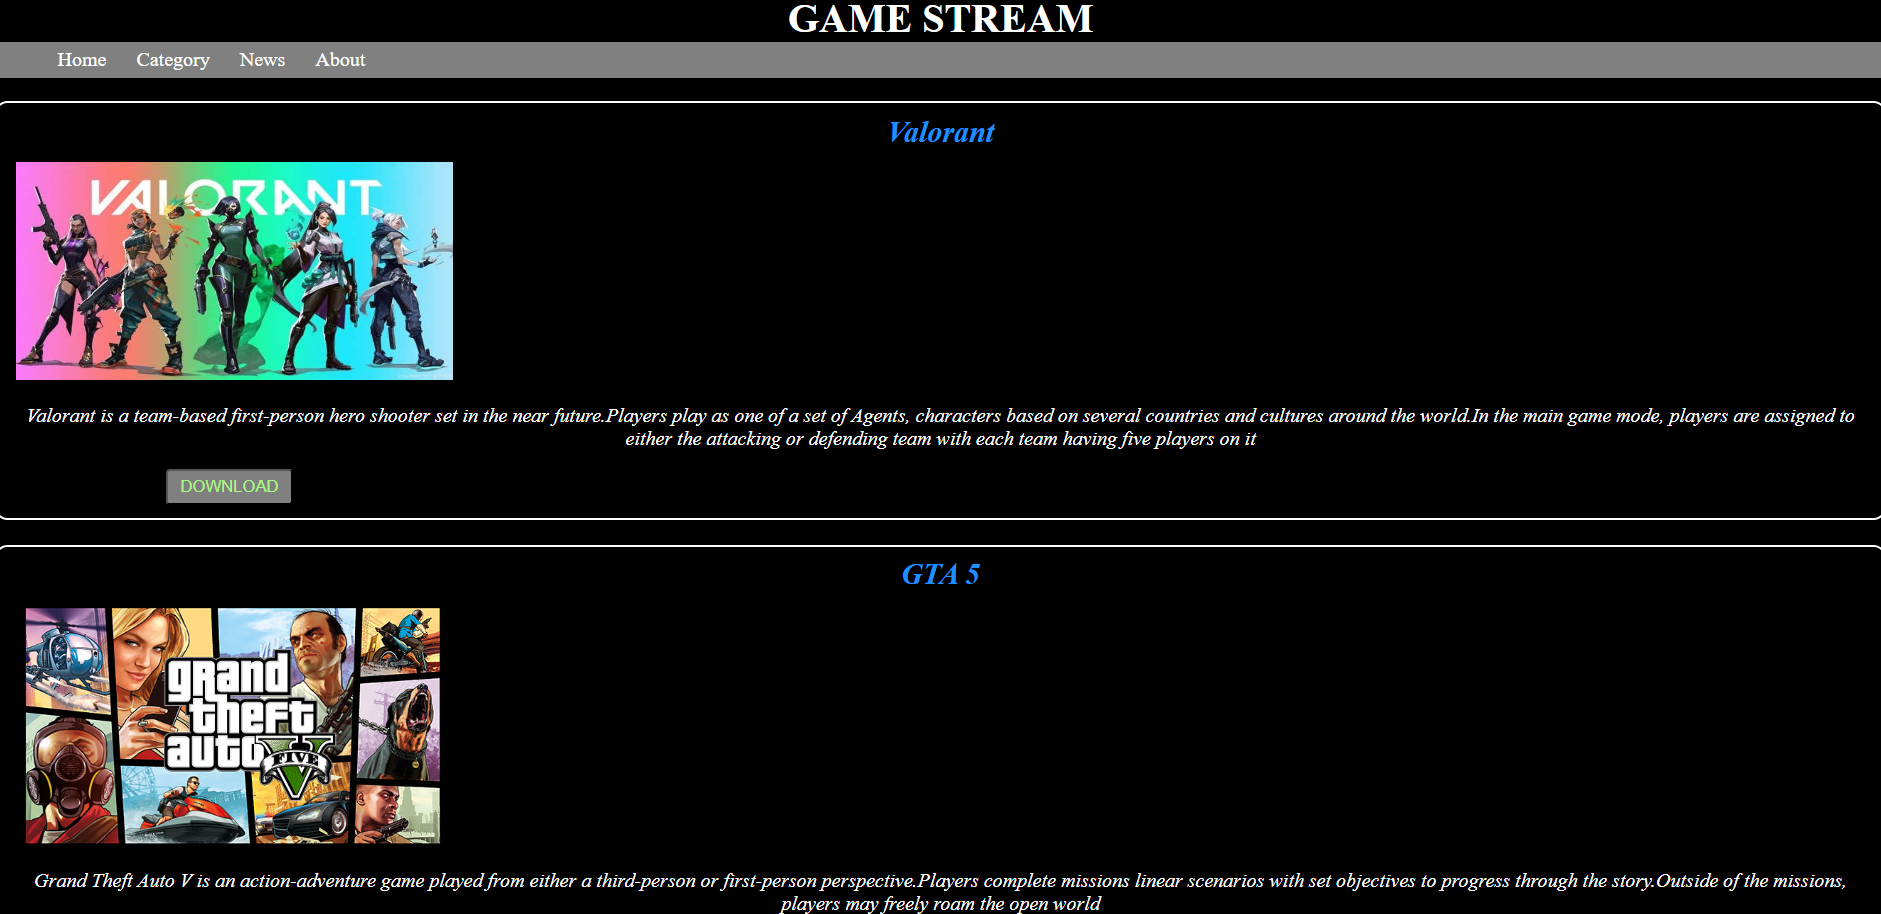 GAME STREAM
Home Category News About
Valorant
VALORANT
Valorant is a team-based first-person hero shooter set in the near future.Players play as one of a set of Agents, characters based on several countries and cultures around the world.In the main game mode, players are assigned to
either the attacking or defending team with each team having five players on it
DOWNLOAD
GTA 5
grand
theft
auto V
FIVE
Grand Theft Auto V is an action-adventure game played from either a third-person or first-person perspective.Players complete missions linear scenarios with set objectives to progress through the story.Outside of the missions,
players may freely roam the open world